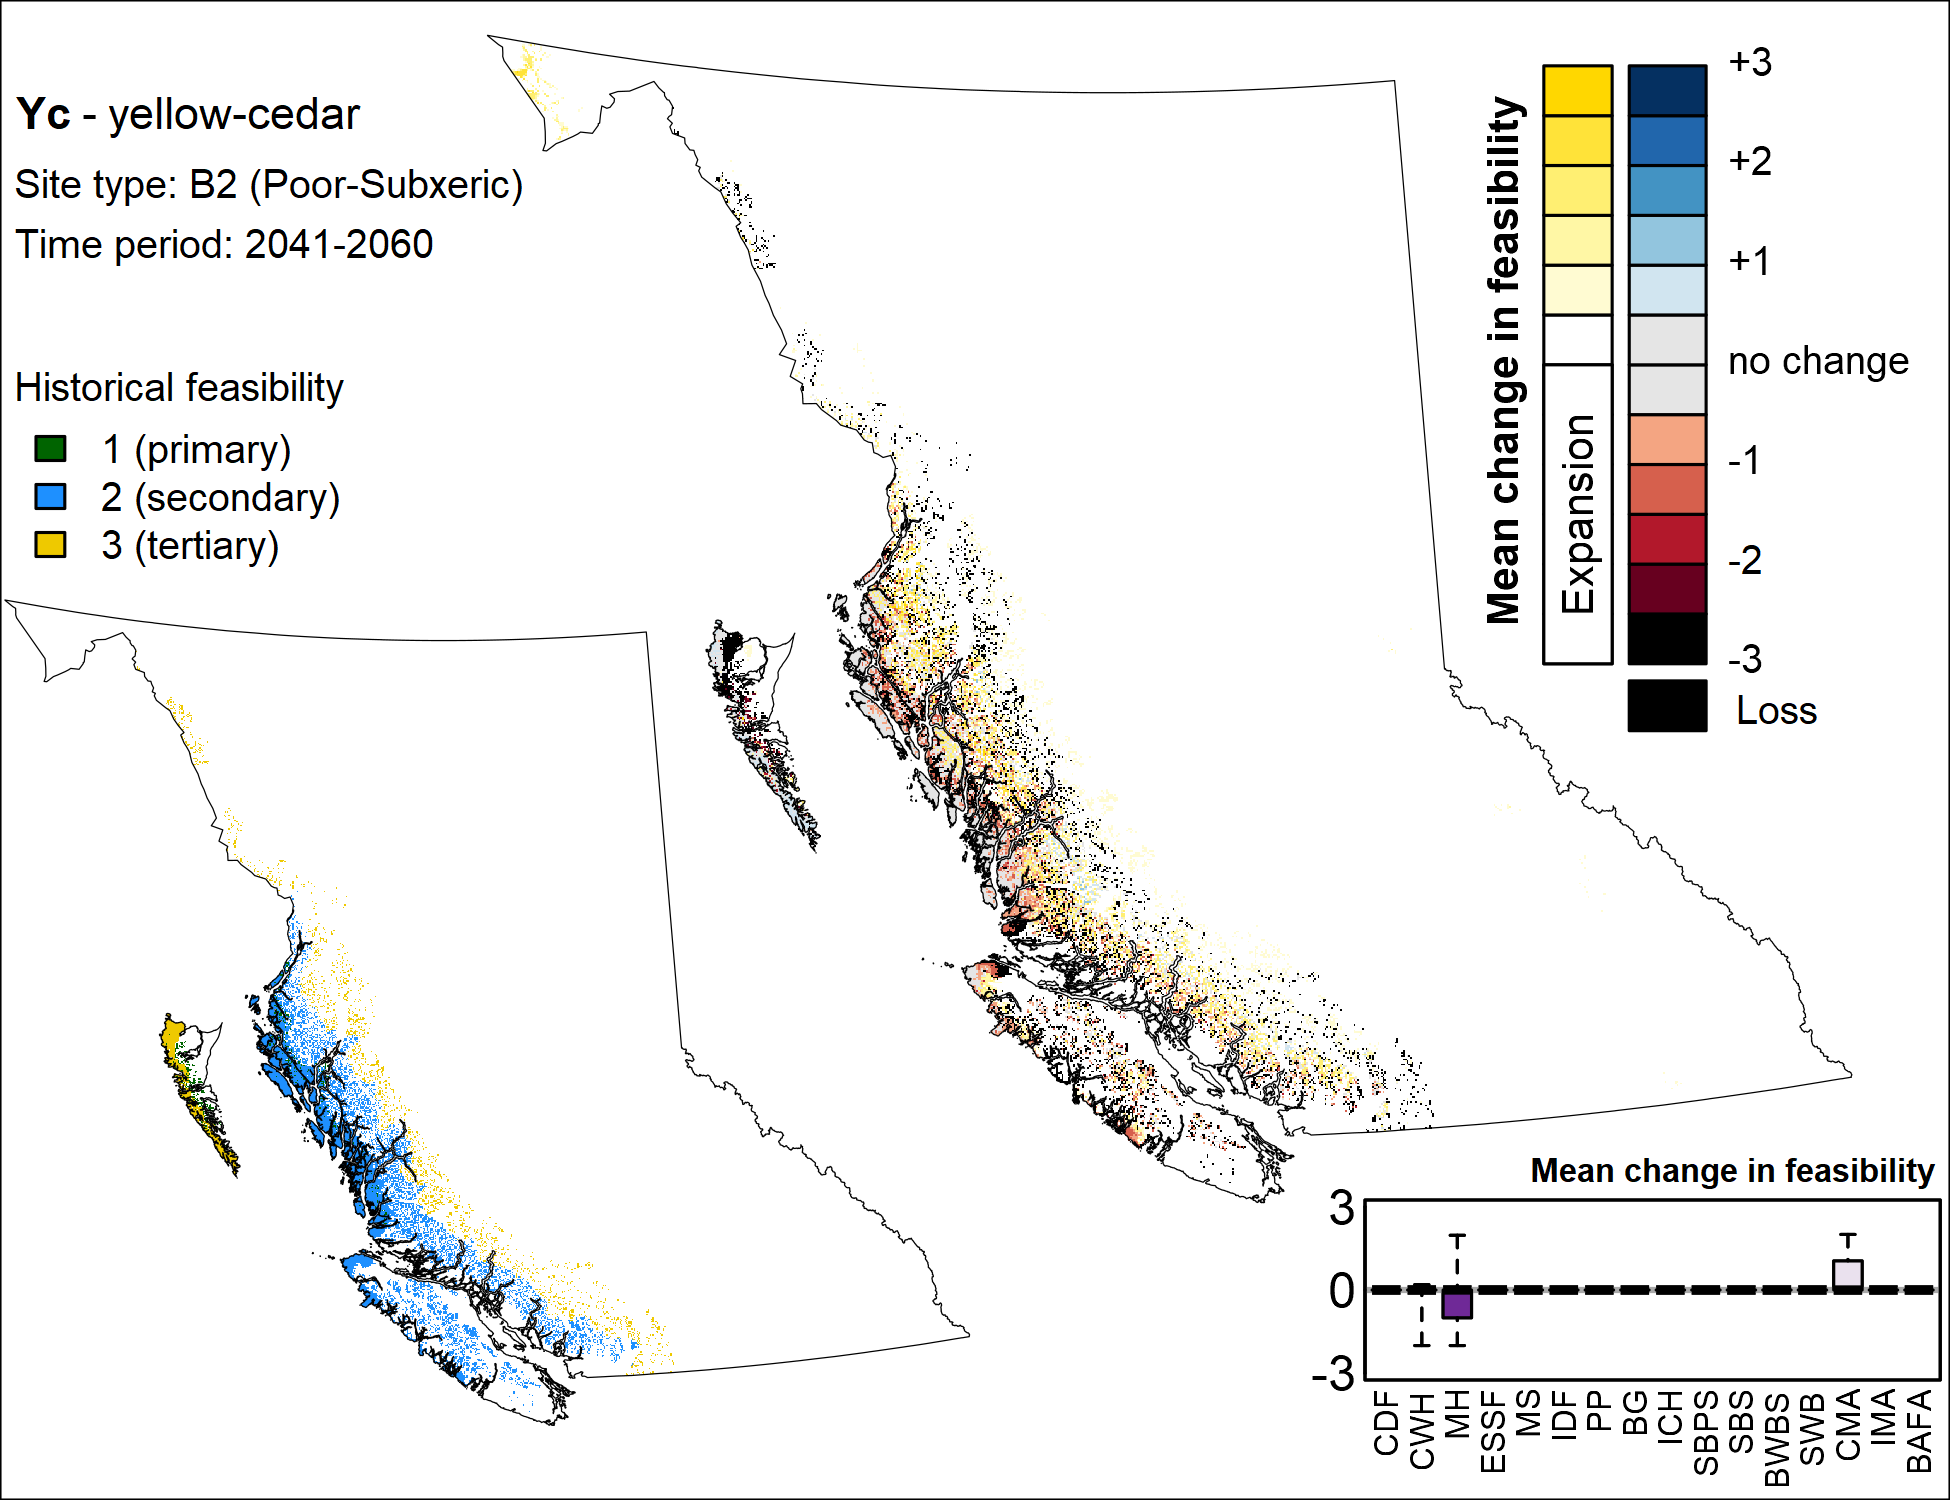 Yc - yellow-cedar
Site type: B2 (Poor-Subxeric)
Time period: 2041-2060
Historical feasibility
1 (primary)
2 (secondary)
3 (tertiary)
Mean change in feasibility
Expansion
+3
+2
+1
no change
-1
-2
-3
Loss
Mean change in feasibility
3
0
-3
CDF
CWH
MH
ESSF
MS
IDF
PP
BG
ICH
SBPS
SBS
BWBS
SWB
CMA
IMA
BAFA